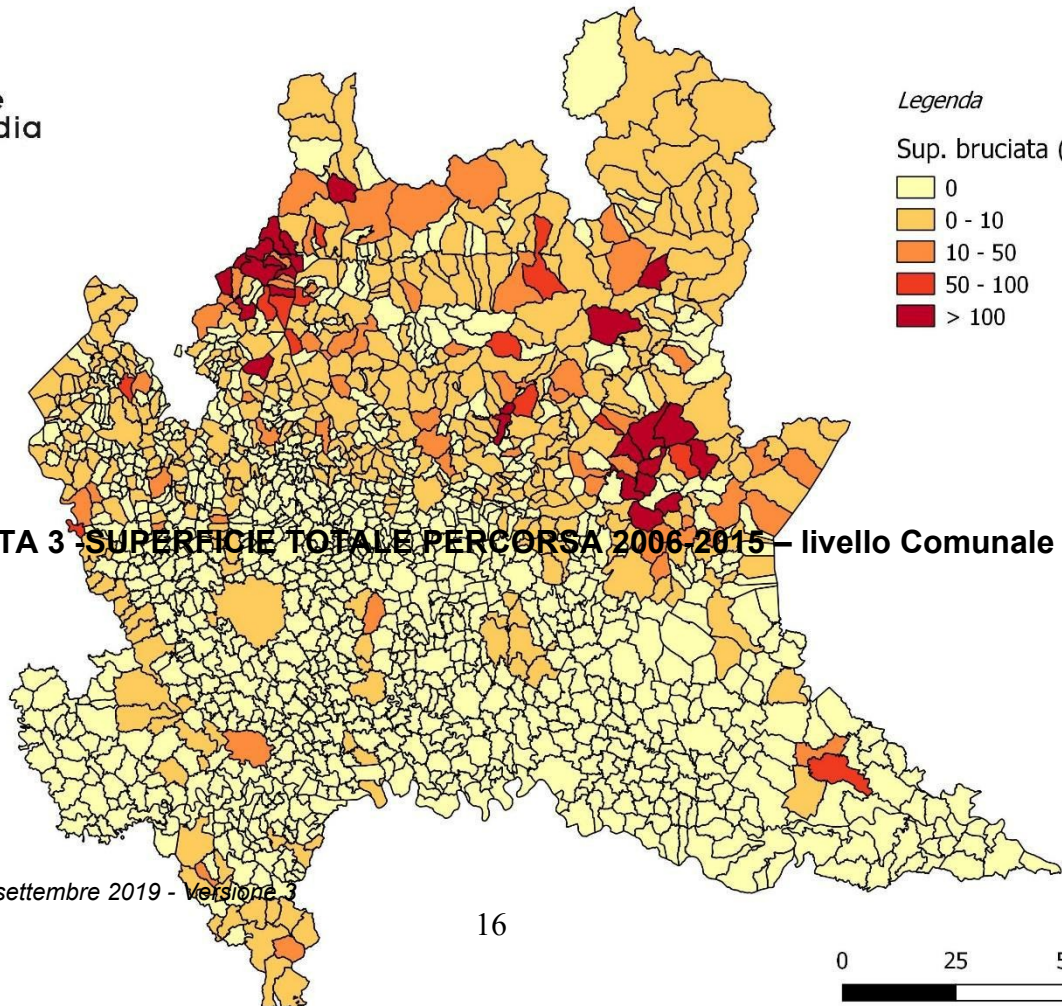 e
dia
Legenda
Sup. bruciata (
0
0 - 10
10 - 50
50 - 100
> 100
TA 3 -SUPERFICIE TOTALE PERCORSA 2006-2015 – livello Comunale
settembre 2019 - Versione 3
16
0 25 5